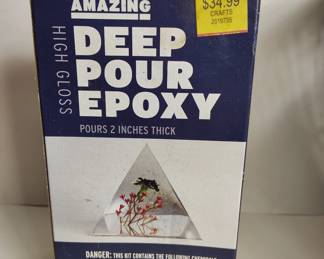 AMAZING
$34.99
CRAFTS
2019735
HIGH GLOSS
DEEP
POUR
EPOXY
POURS 2 INCHES THICK
DANGER: THIS KIT CONTAINS THE FOLLOWING CHEMICALS